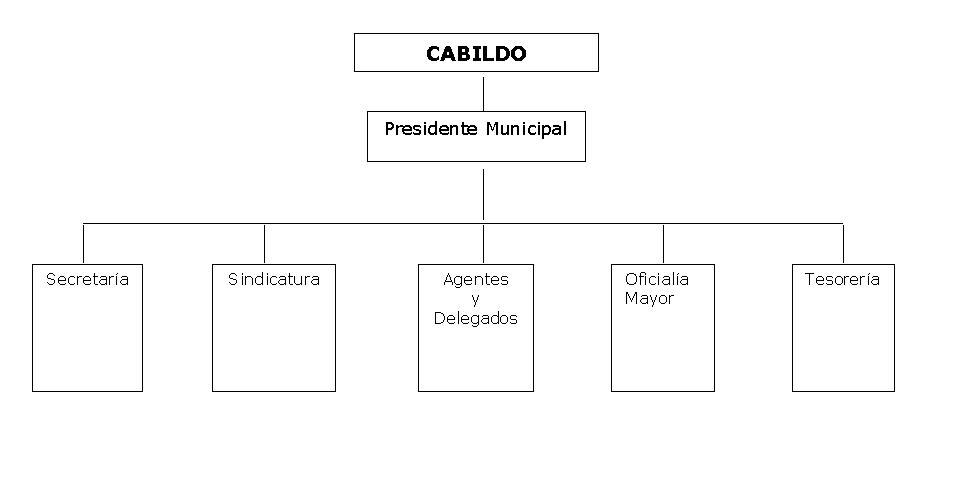 CABILDO
Presidente Municipal
Secretaría
Sindicatura
Agentes
y
Delegados
Oficialía
Mayor
Tesorería